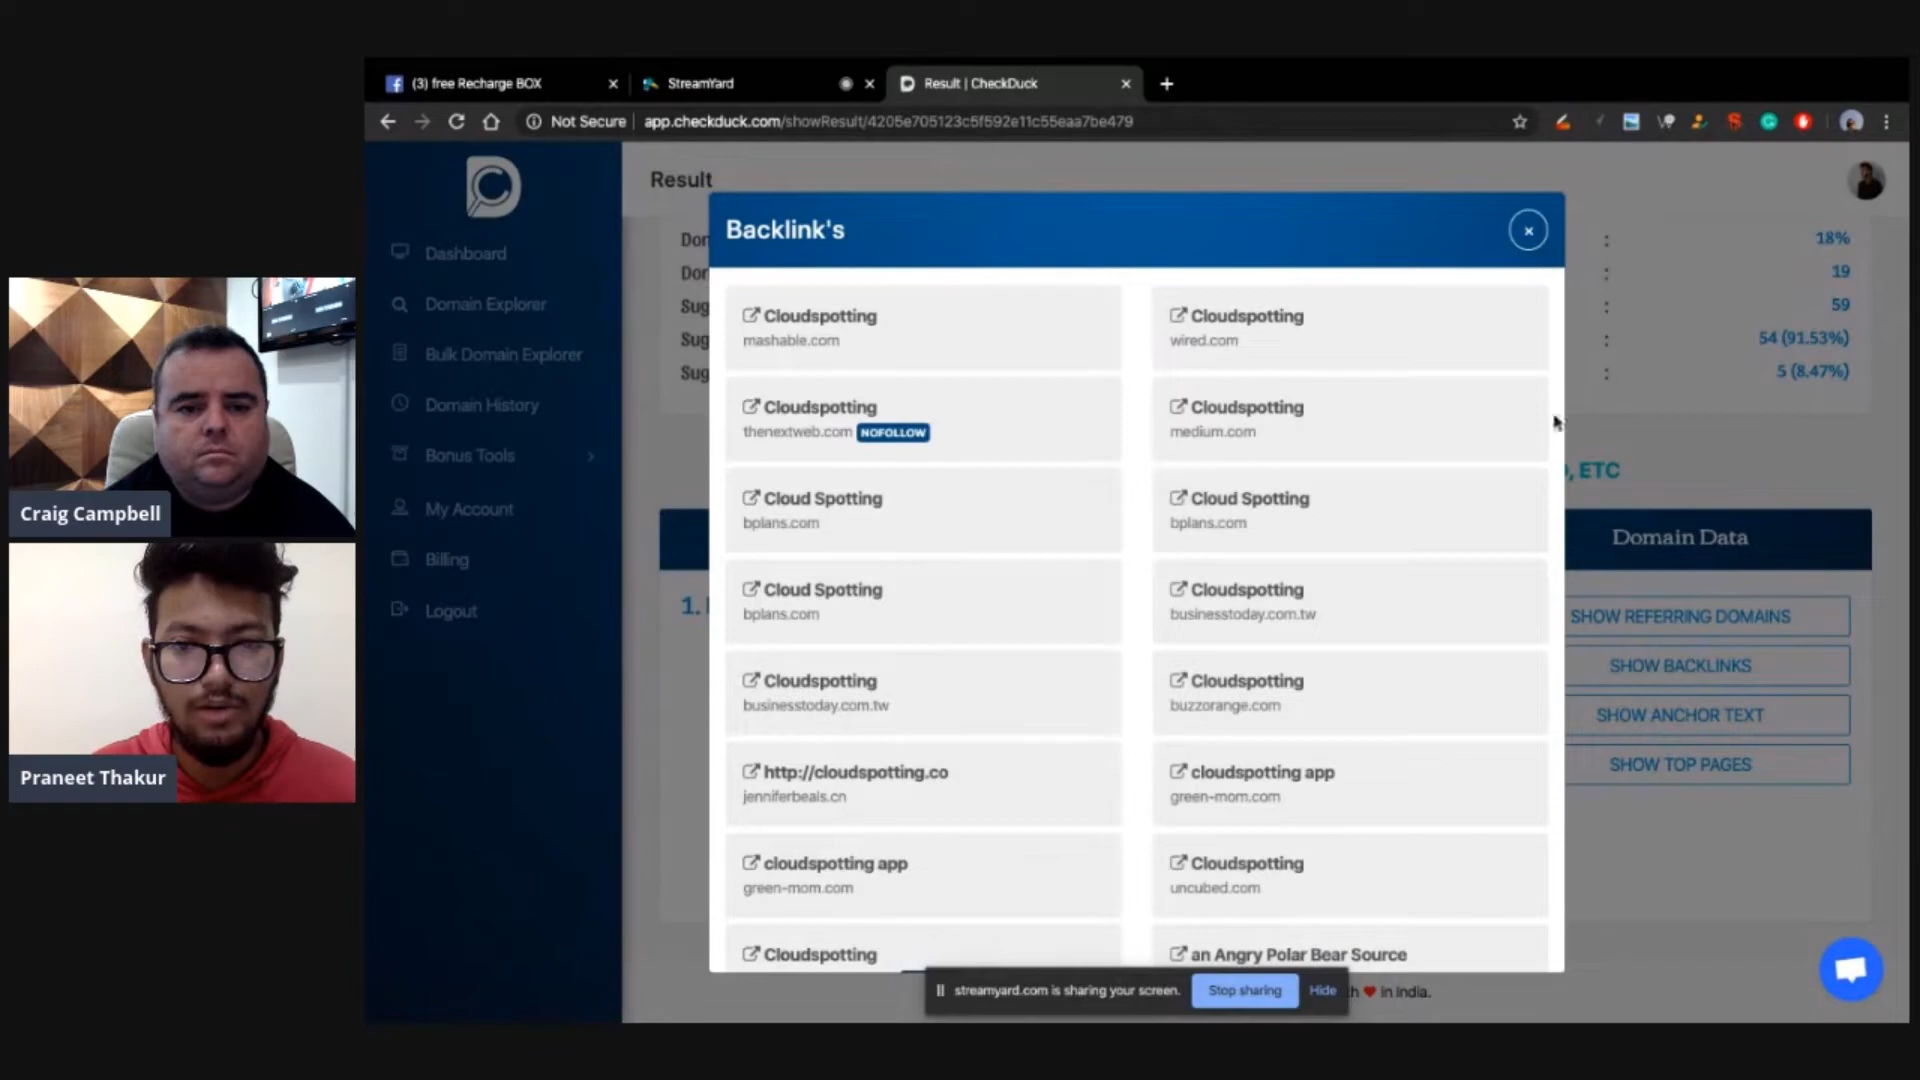 (3) free Recharge BOX
StreamYard
Result | CheckDuck
Not Secure
app.checkduck.com/showResult/4205e705123c5f592e11c55eaa7be479
Result
Dashboard
Domain Explorer
Bulk Domain Explorer
Domain History
Bonus Tools
My Account
Billing
Logout
Craig Campbell
Praneet Thakur
Backlink's
Cloudspotting
mashable.com
Cloudspotting
wired.com
Cloudspotting
thenextweb.com NOFOLLOW
Cloudspotting
medium.com
Cloud Spotting
bplans.com
Cloud Spotting
bplans.com
Cloud Spotting
bplans.com
Cloudspotting
businesstoday.com.tw
Cloudspotting
businesstoday.com.tw
Cloudspotting
buzzorange.com
http://cloudspotting.co
jenniferbeals.cn
cloudspotting app
green-mom.com
cloudspotting app
green-mom.com
Cloudspotting
uncubed.com
Cloudspotting
an Angry Polar Bear Source
: 18%
: 19
: 59
: 54 (91.53%)
: 5 (8.47%)
, ETC
1.
Domain Data
SHOW REFERRING DOMAINS
SHOW BACKLINKS
SHOW ANCHOR TEXT
SHOW TOP PAGES
streamyard.com is sharing your screen.
Stop sharing
Hide
in India.